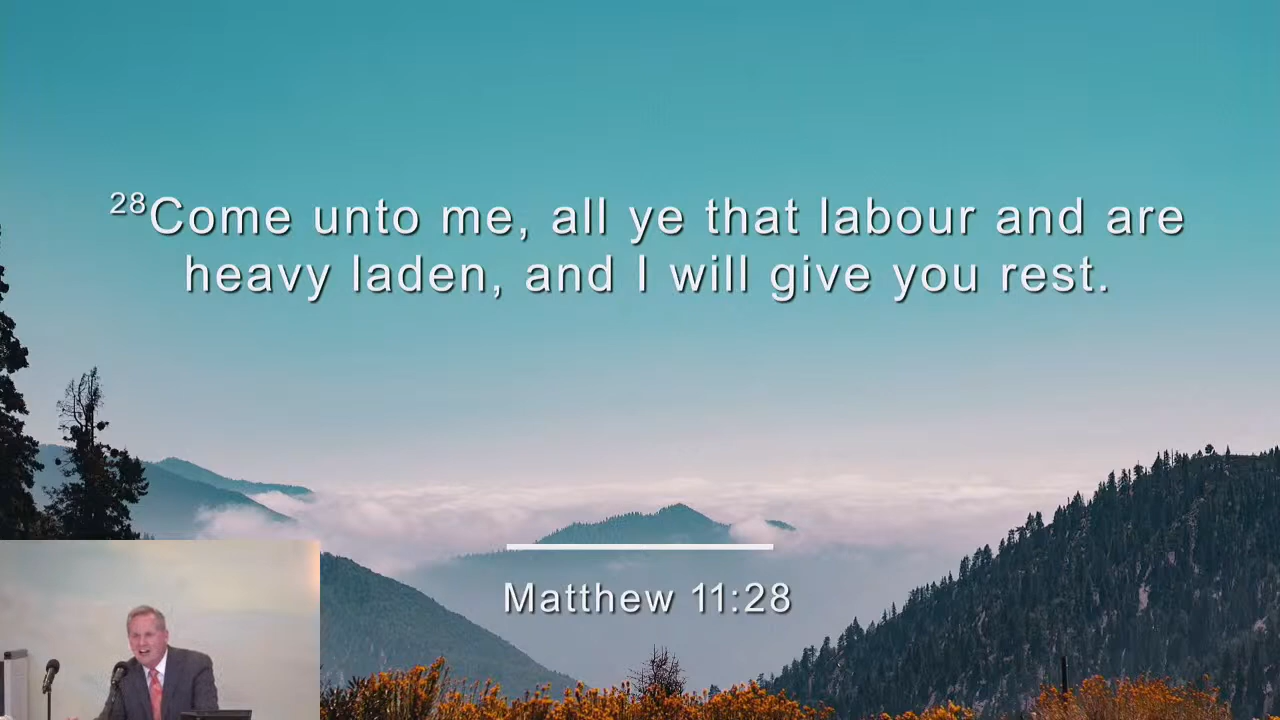 28Come unto me, all ye that labour and are
heavy laden, and I will give you rest.
Matthew 11:28